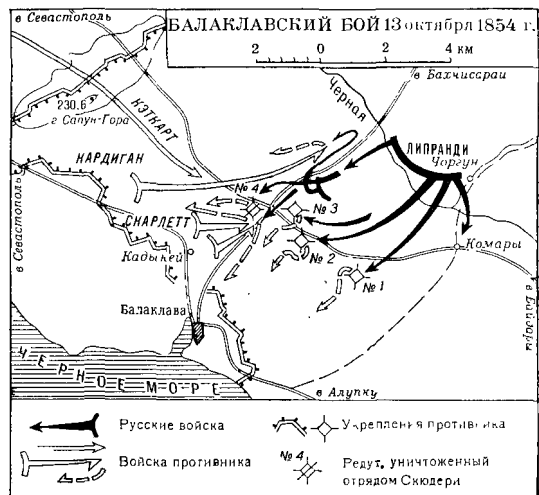 БАЛАКЛАВСКИЙ БОЙ 13 октября 1854 г.
2 0 2 4 км
в Севастополь
в Бахчисараи
Черная
КЭТКАРТ
230,6
г Сапун-Гора
ЛИПРАНДИ
Чоргун
КАРДИГАН
№ 4
№ 3
СКАРЛЕТТ
№ 2
Комары
в Севастополь
Кадыкей
№ 1
Балаклава
в Байдары
ЧЕРНОЕ МОРЕ
в Алупку
Русские войска
Укрепления противника
Войска противника
№ 4
Редут, уничтоженный
отрядом Скюдери